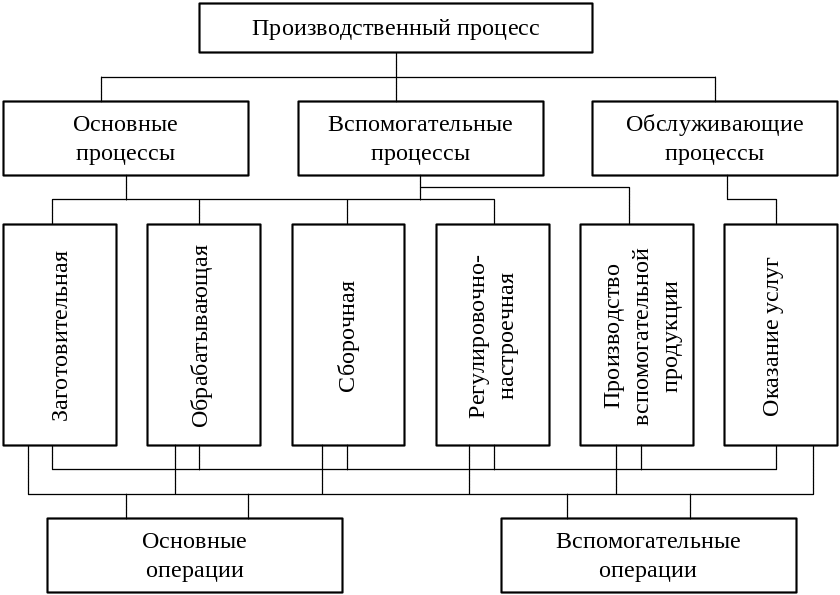 Производственный процесс
Основные
процессы
Вспомогательные
процессы
Обслуживающие
процессы
Заготовительная
Обрабатывающая
Сборочная
Регулировочно-
настроечная
Производство
вспомогательной
продукции
Оказание услуг
Основные
операции
Вспомогательные
операции